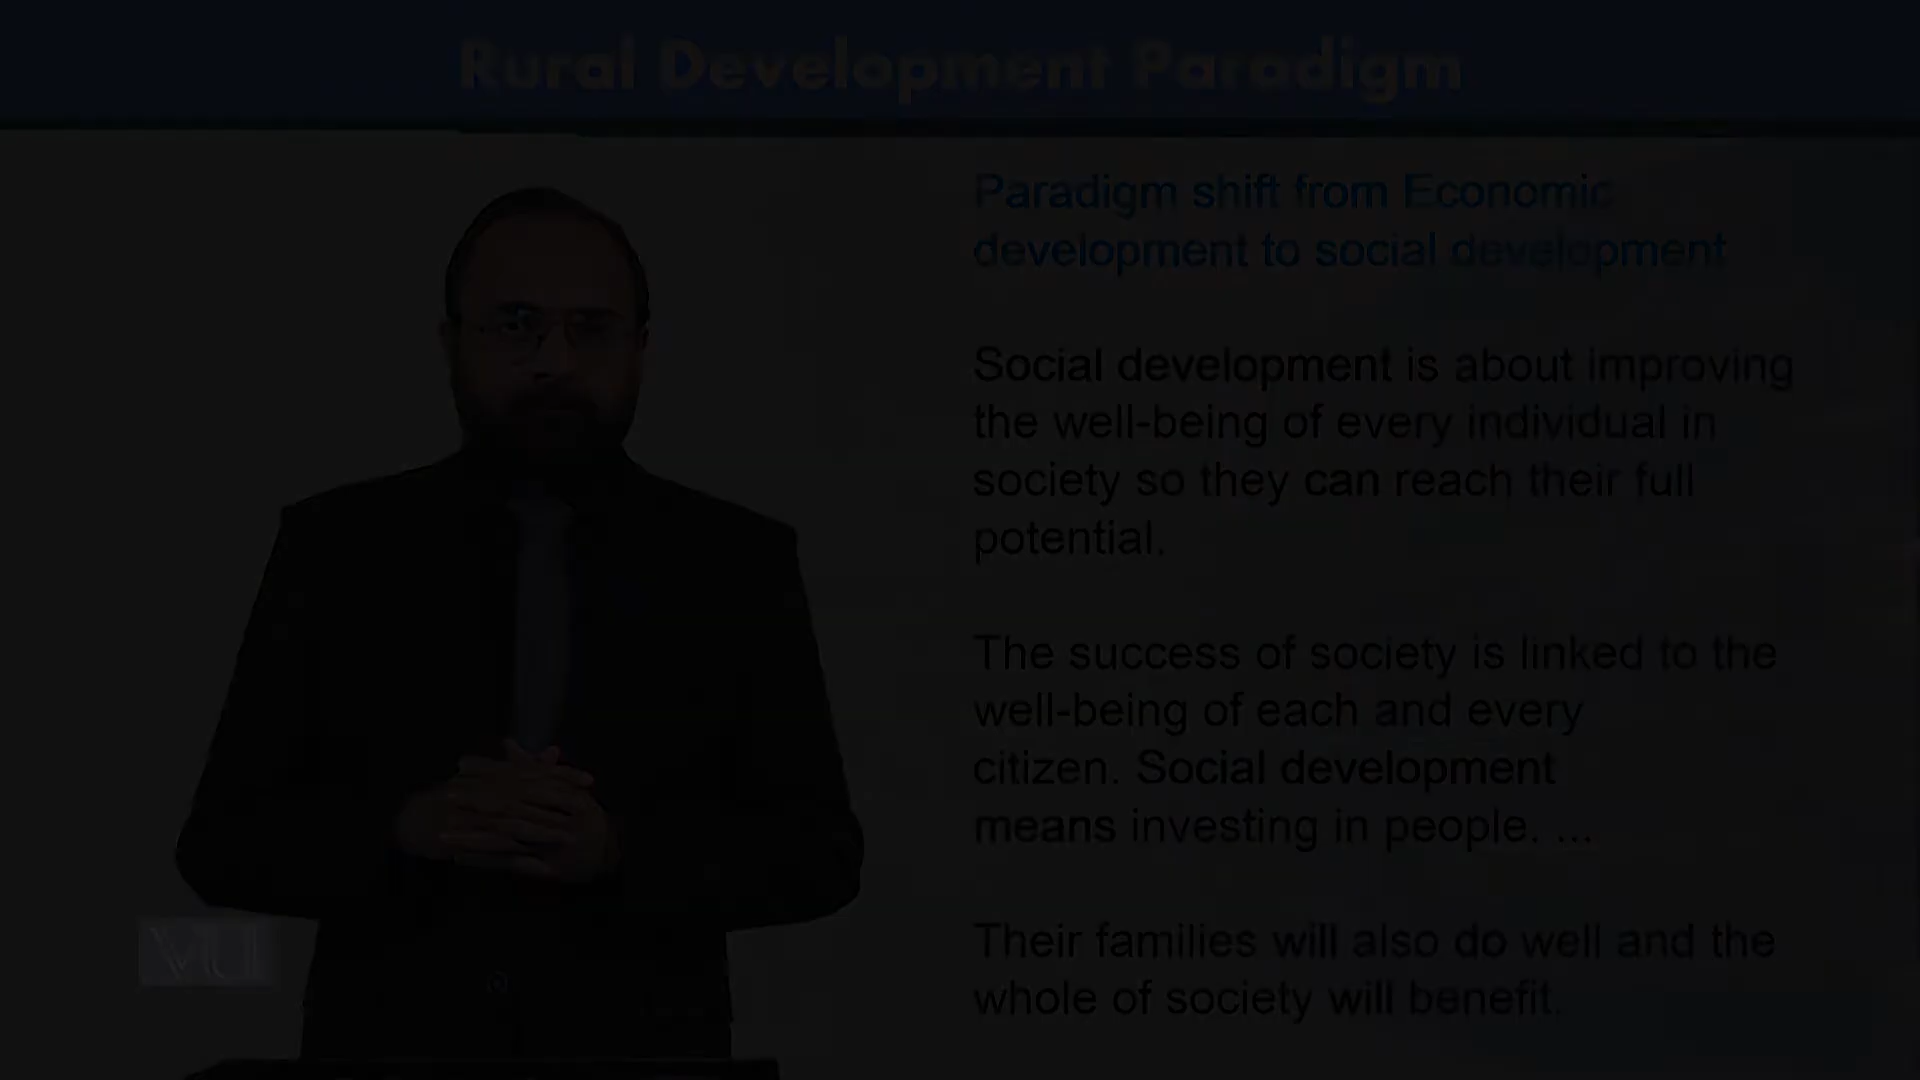 Rural Development Paradigm
Paradigm shift from Economic
development to social development
Social development is about improving
the well-being of every individual in
society so they can reach their full
potential.
The success of society is linked to the
well-being of each and every
citizen. Social development
means investing in people. ...
Their families will also do well and the
whole of society will benefit.
VU